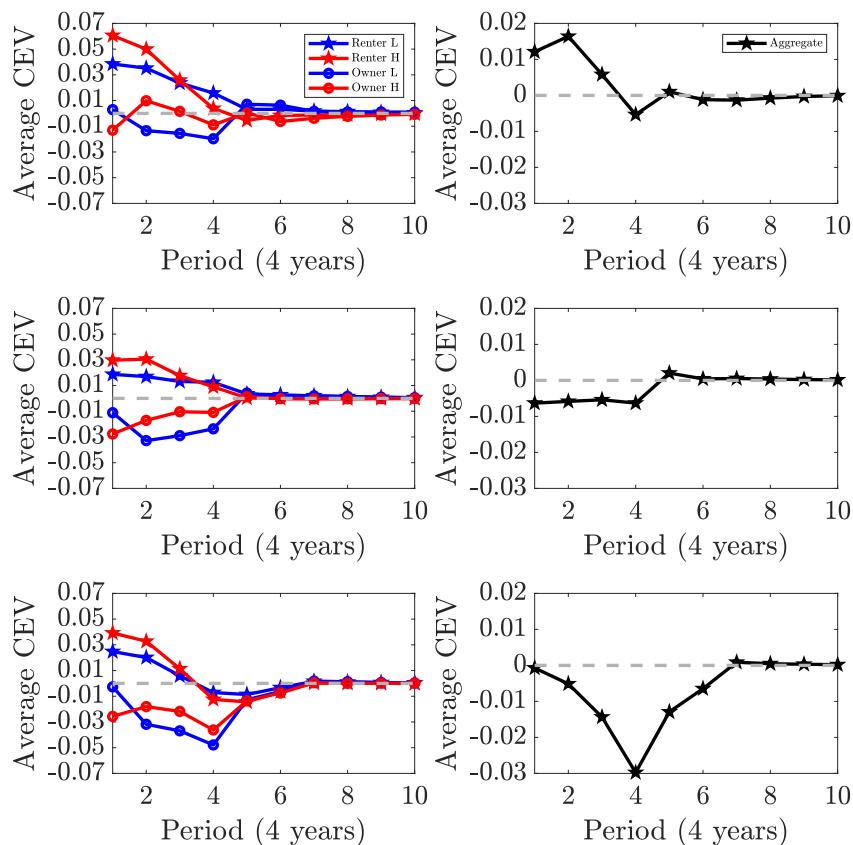 Average CEV
0.07
0.05
0.03
0.01
-0.01
-0.03
-0.05
-0.07
2 4 6 8 10
Period (4 years)
Renter L
Renter H
Owner L
Owner H
Average CEV
0.02
0.01
0
-0.01
-0.02
-0.03
2 4 6 8 10
Period (4 years)
Aggregate
Average CEV
0.07
0.05
0.03
0.01
-0.01
-0.03
-0.05
-0.07
2 4 6 8 10
Period (4 years)
Average CEV
0.02
0.01
0
-0.01
-0.02
-0.03
2 4 6 8 10
Period (4 years)
Average CEV
0.07
0.05
0.03
0.01
-0.01
-0.03
-0.05
-0.07
2 4 6 8 10
Period (4 years)
Average CEV
0.02
0.01
0
-0.01
-0.02
-0.03
2 4 6 8 10
Period (4 years)